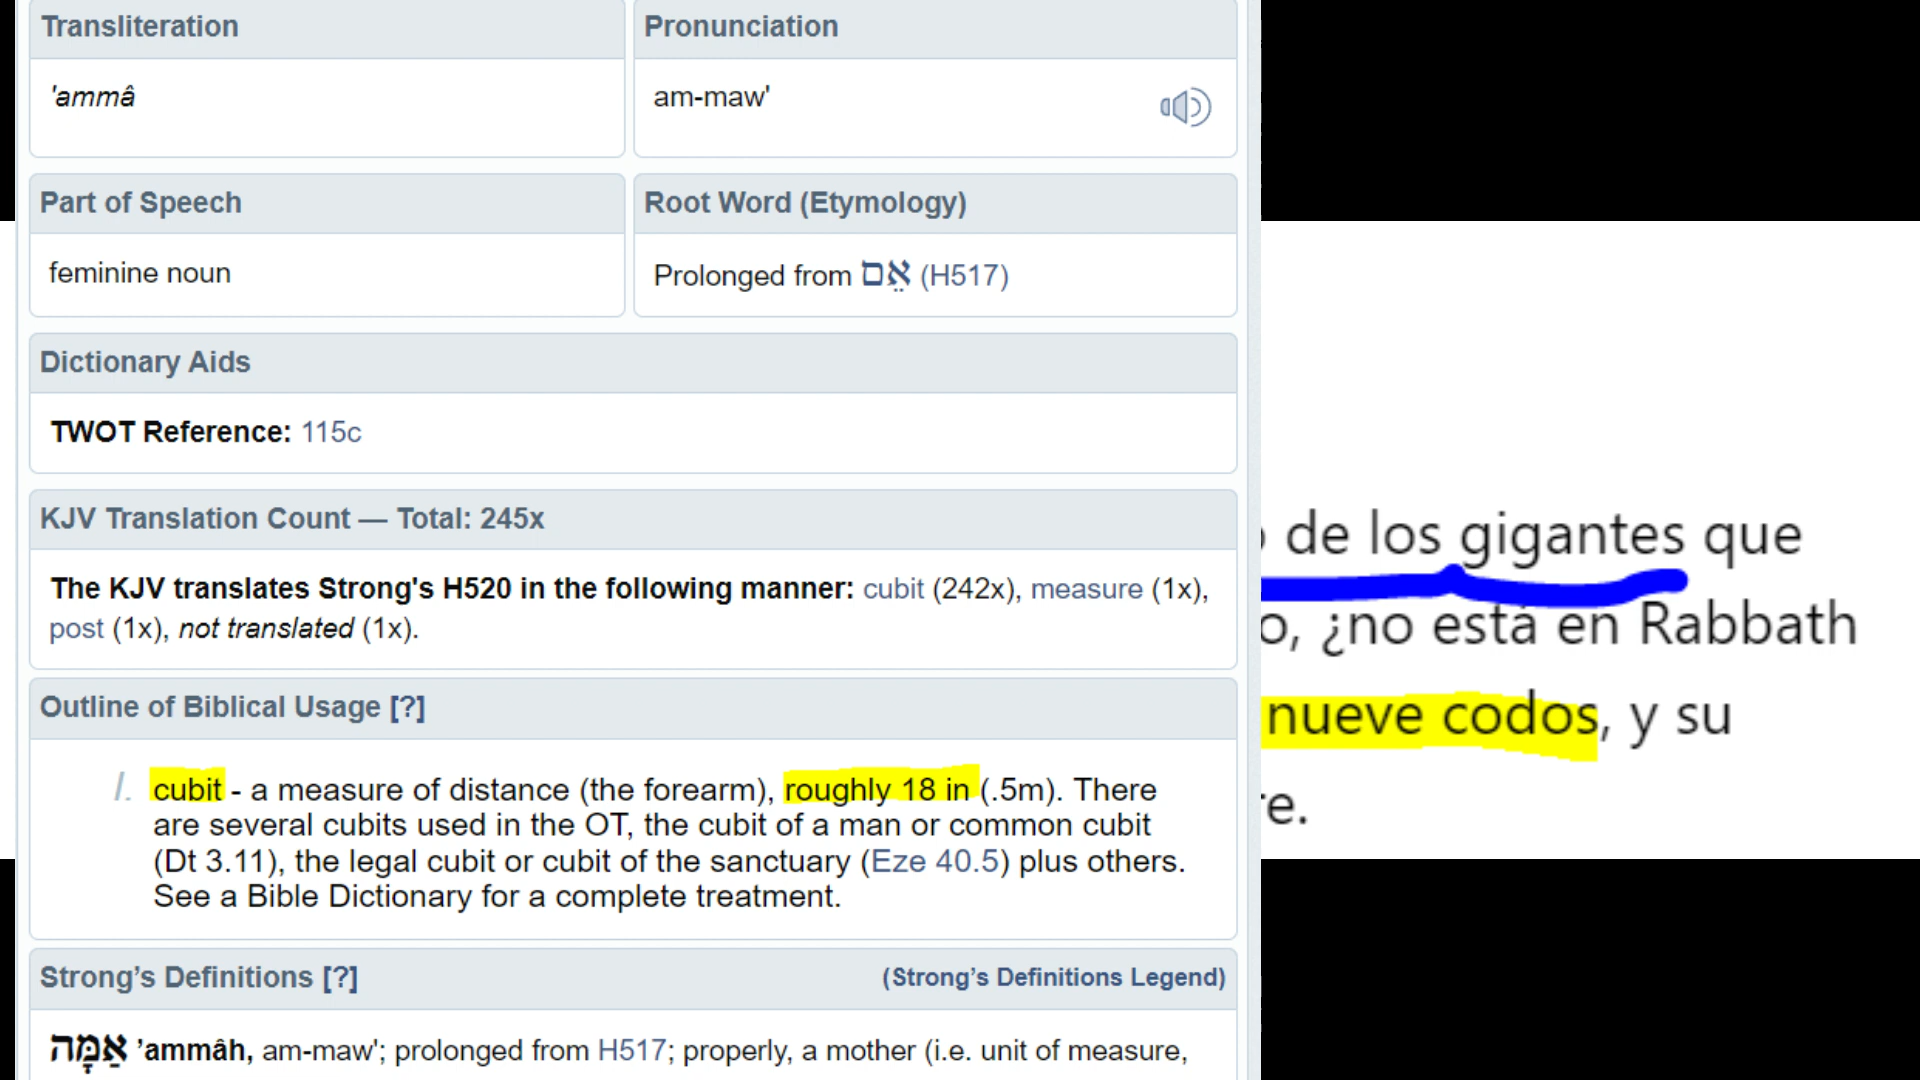 Transliteration
Pronunciation
'ammâ
am-maw'
Part of Speech
Root Word (Etymology)
feminine noun
Prolonged from אֵם (H517)
Dictionary Aids
TWOT Reference: 115c
KJV Translation Count — Total: 245x
The KJV translates Strong's H520 in the following manner: cubit (242x), measure (1x),
post (1x), not translated (1x).
Outline of Biblical Usage [?]
I. cubit - a measure of distance (the forearm), roughly 18 in (.5m). There
are several cubits used in the OT, the cubit of a man or common cubit
(Dt 3.11), the legal cubit or cubit of the sanctuary (Eze 40.5) plus others.
See a Bible Dictionary for a complete treatment.
Strong's Definitions [?]
(Strong's Definitions Legend)
אַמָּה 'ammâh, am-maw'; prolonged from H517; properly, a mother (i.e. unit of measure,
de los gigantes que
o, ¿no está en Rabbath
nueve codos, y su
re.